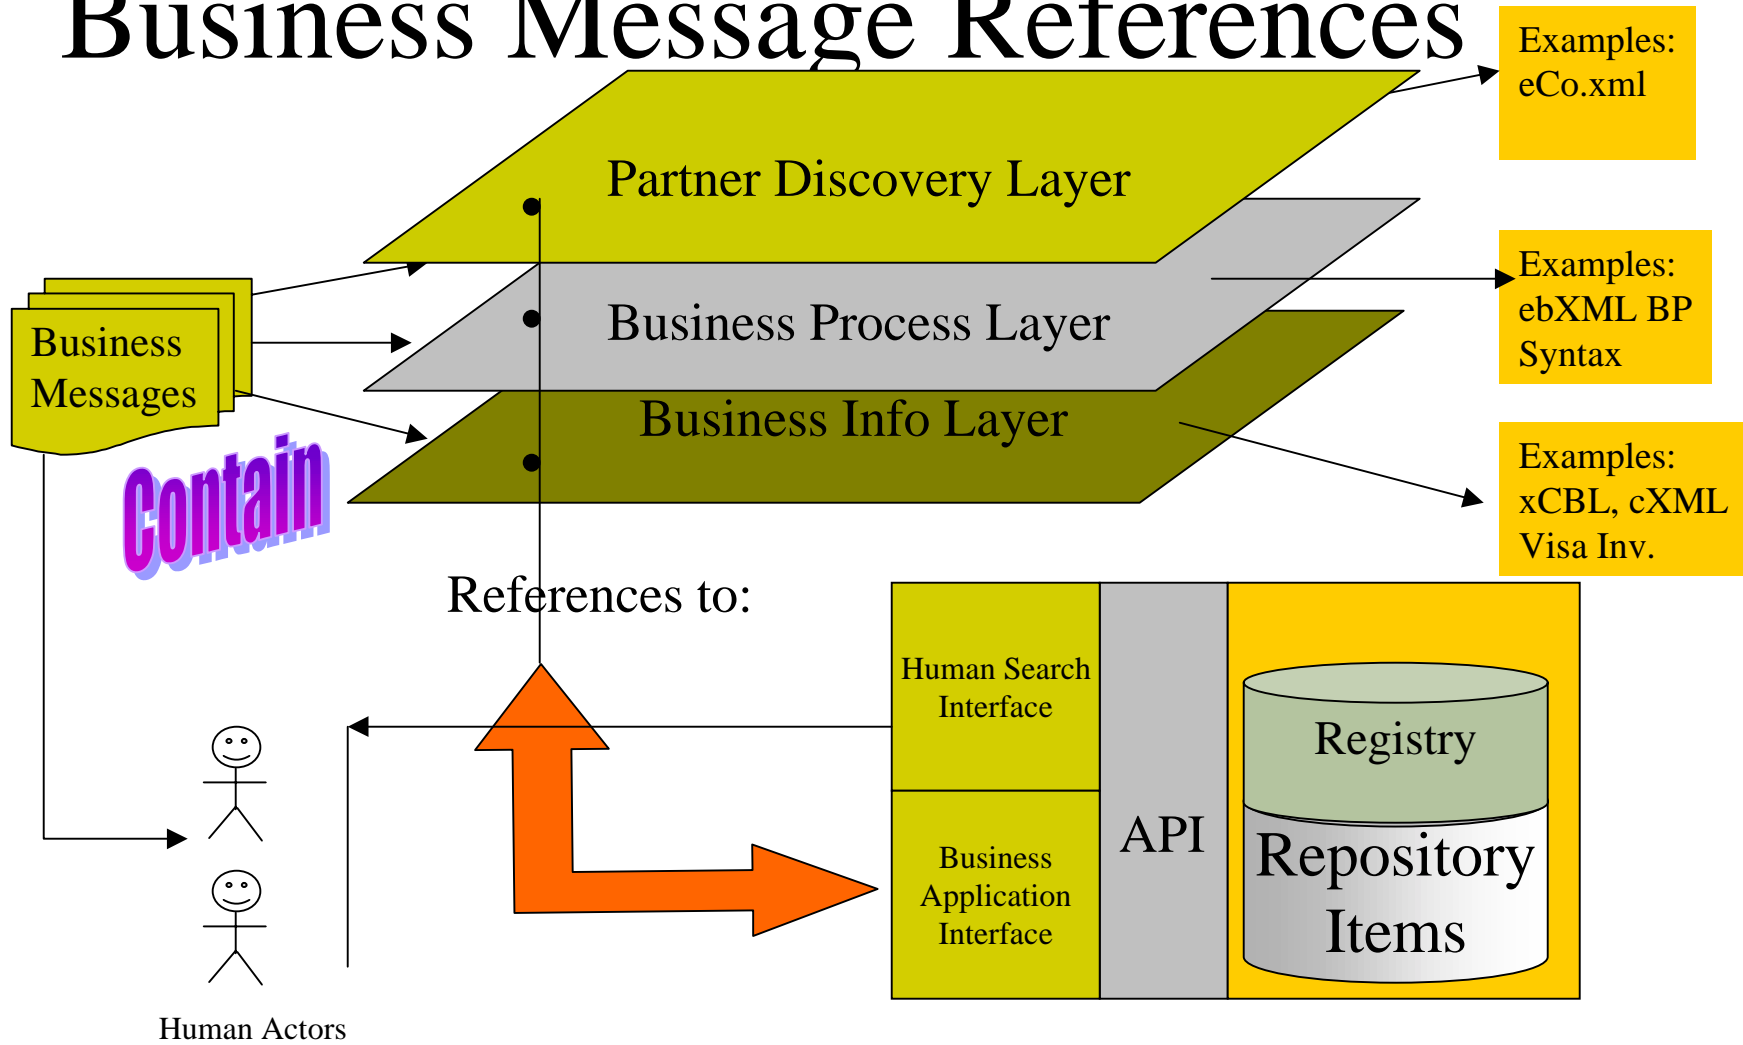 Business Message References
Examples:
eCo.xml
Partner Discovery Layer
Examples:
ebXML BP
Syntax
Business Process Layer
Business
Messages
Business Info Layer
Examples:
xCBL, cXML
Visa Inv.
Contain
References to:
Human Search
Interface
Registry
API
Repository
Items
Business
Application
Interface
Human Actors